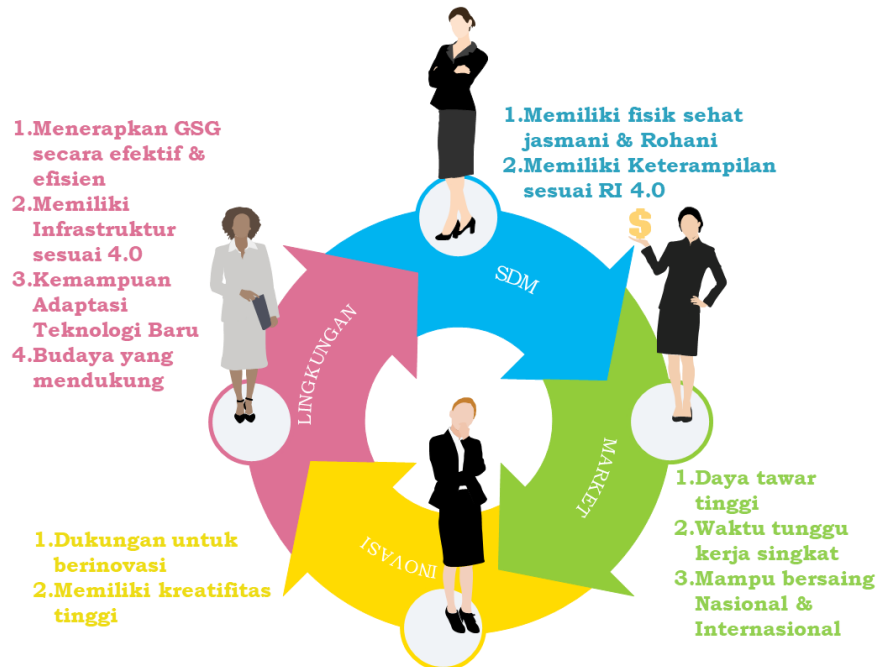 1.Memiliki fisik sehat
jasmani & Rohani
2.Memiliki Keterampilan
sesuai RI 4.0
1.Menerapkan GSG
secara efektif &
efisien
2.Memiliki
Infrastruktur
sesuai 4.0
3.Kemampuan
Adaptasi
Teknologi Baru
4.Budaya yang
mendukung
$
SDM
LINGKUNGAN
MARKET
INOVASI
1.Daya tawar
tinggi
2.Waktu tunggu
kerja singkat
3.Mampu bersaing
Nasional &
Internasional
1.Dukungan untuk
berinovasi
2.Memiliki kreatifitas
tinggi